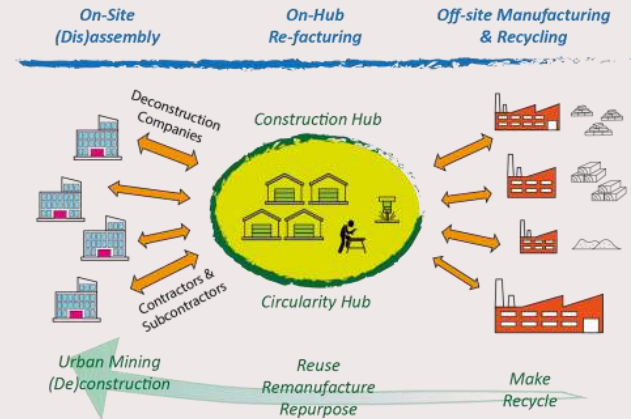 On-Site
(Dis)assembly
On-Hub
Re-facturing
Off-site Manufacturing
& Recycling
Deconstruction
Companies
Construction Hub
Contractors &
Subcontractors
Circularity Hub
Urban Mining
(De)construction
Reuse
Remanufacture
Repurpose
Make
Recycle